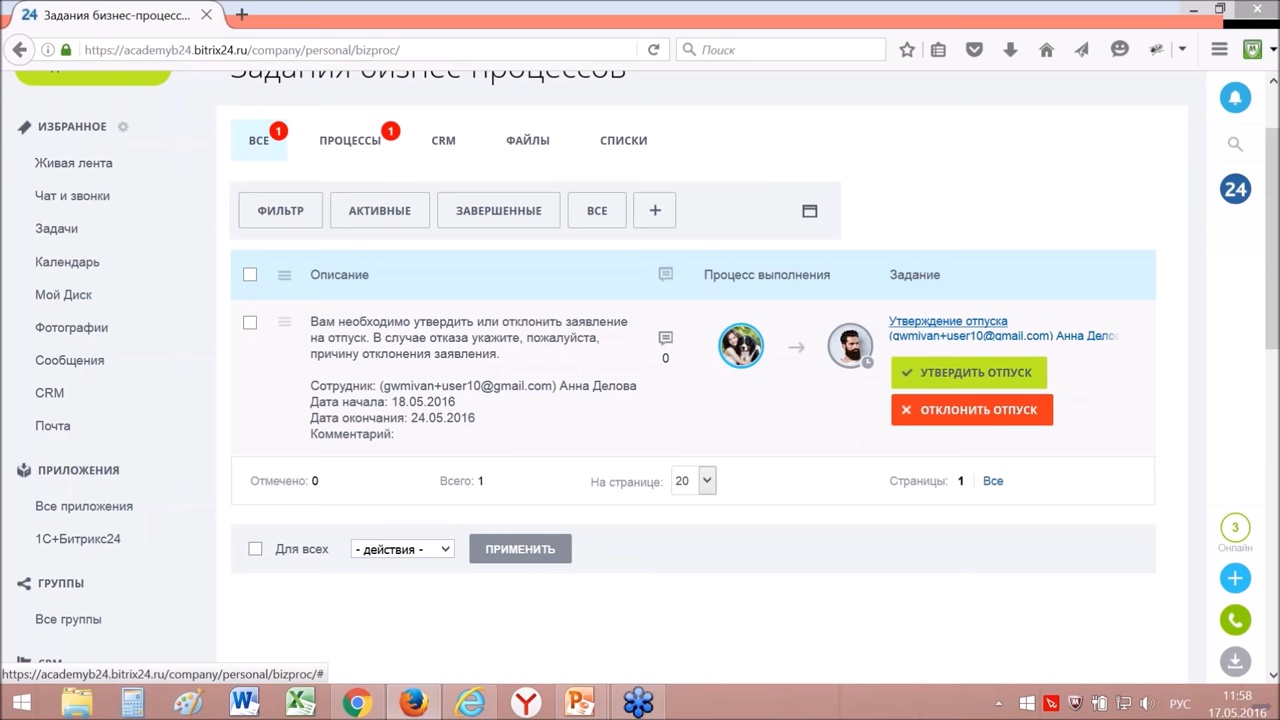 24 Задания бизнес-процесс...
https://academyb24.bitrix24.ru/company/personal/bizproc/
Поиск
Задания бизнес-процессов
ИЗБРАННОЕ
Живая лента
Чат и звонки
Задачи
Календарь
Мой Диск
Фотографии
Сообщения
CRM
Почта
ПРИЛОЖЕНИЯ
Все приложения
1С+Битрикс24
ГРУППЫ
Все группы
CRM
ВСЕ 1
ПРОЦЕССЫ 1
CRM
ФАЙЛЫ
СПИСКИ
ФИЛЬТР
АКТИВНЫЕ
ЗАВЕРШЕННЫЕ
ВСЕ
+
Описание
Процесс выполнения
Задание
Вам необходимо утвердить или отклонить заявление
на отпуск. В случае отказа укажите, пожалуйста,
причину отклонения заявления.
Сотрудник: (gwmivan+user10@gmail.com) Анна Делова
Дата начала: 18.05.2016
Дата окончания: 24.05.2016
Комментарий:
0
Утверждение отпуска
(gwmivan+user10@gmail.com) Анна Дело
УТВЕРДИТЬ ОТПУСК
ОТКЛОНИТЬ ОТПУСК
Отмечено: 0
Всего: 1
На странице: 20
Страницы: 1 Все
Для всех
- действия -
ПРИМЕНИТЬ
24
3
Онлайн
https://academyb24.bitrix24.ru/company/personal/bizproc/#
РУС
11:58
17.05.2016